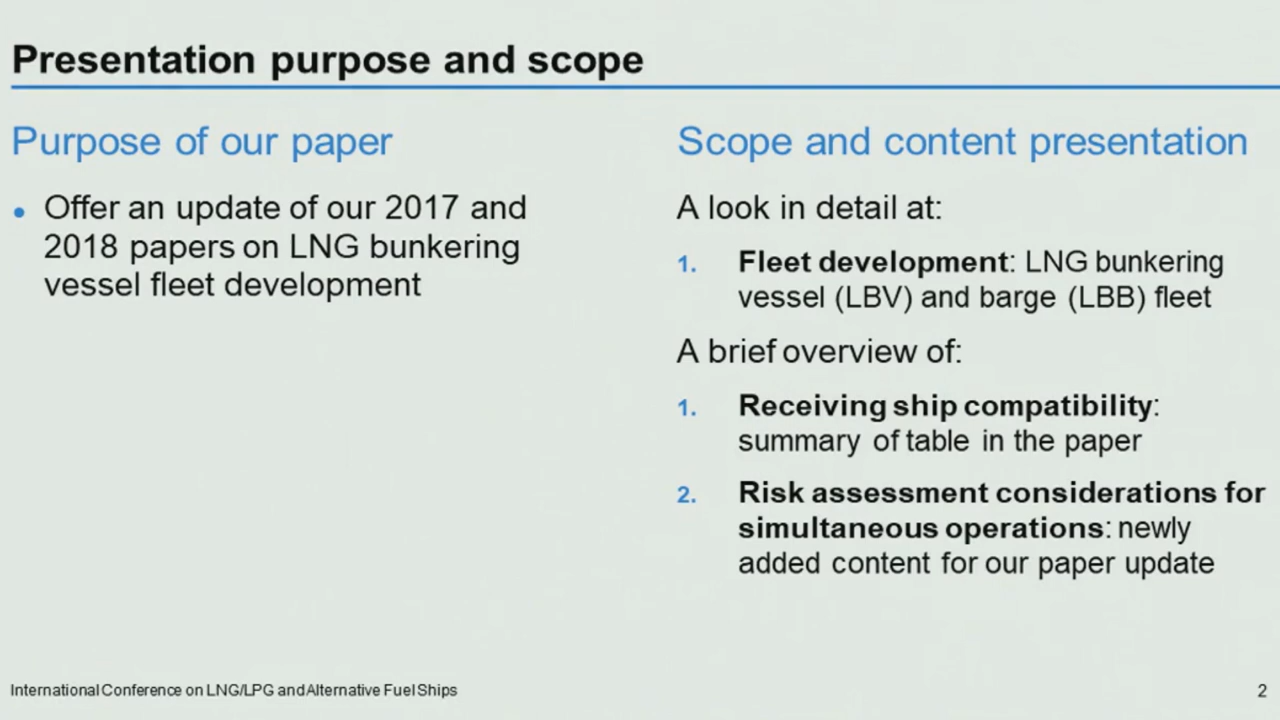 Presentation purpose and scope
Purpose of our paper
• Offer an update of our 2017 and
2018 papers on LNG bunkering
vessel fleet development
Scope and content presentation
A look in detail at:
1. Fleet development: LNG bunkering
vessel (LBV) and barge (LBB) fleet
A brief overview of:
1. Receiving ship compatibility:
summary of table in the paper
2. Risk assessment considerations for
simultaneous operations: newly
added content for our paper update
International Conference on LNG/LPG and Alternative Fuel Ships
2